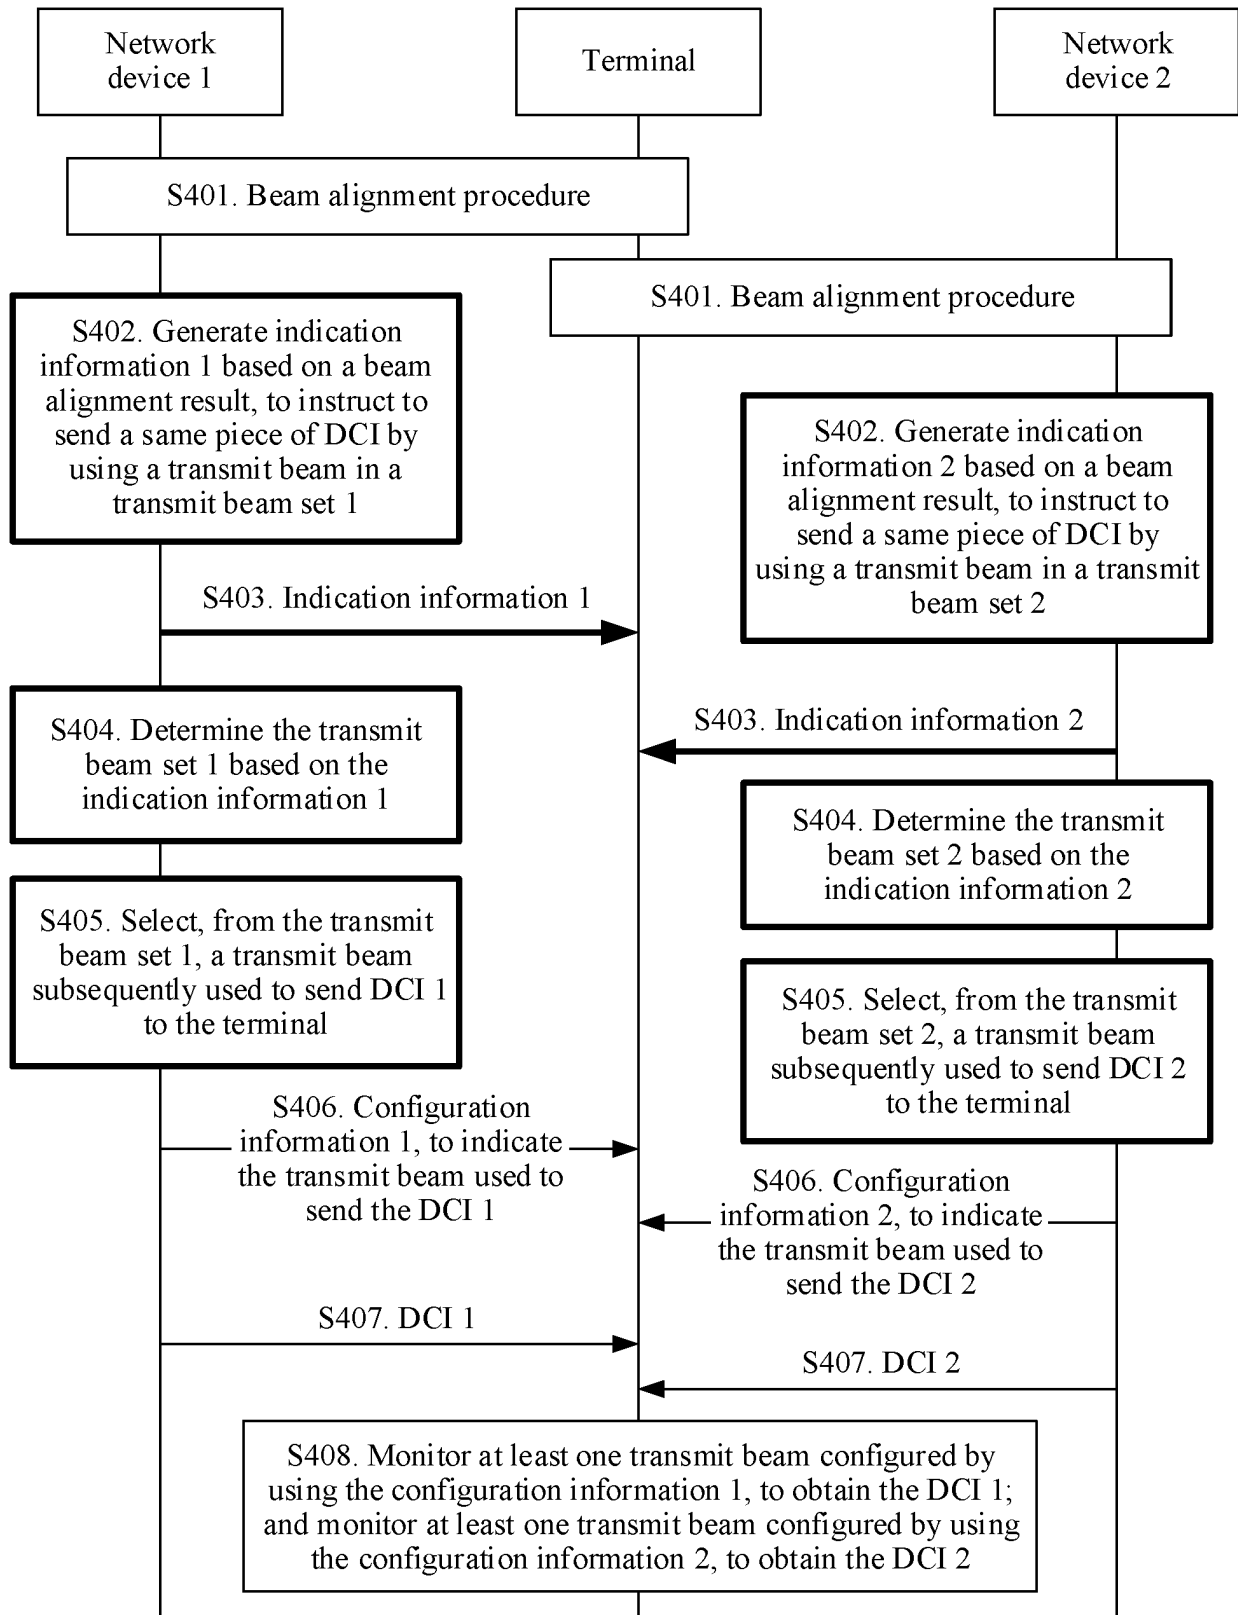 Network
device 1
Terminal
Network
device 2
S401. Beam alignment procedure
S401. Beam alignment procedure
S402. Generate indication
information 1 based on a beam
alignment result, to instruct to
send a same piece of DCI by
using a transmit beam in a
transmit beam set 1
S402. Generate indication
information 2 based on a beam
alignment result, to instruct to
send a same piece of DCI by
using a transmit beam in a transmit
beam set 2
S403. Indication information 1
S403. Indication information 2
S404. Determine the transmit
beam set 1 based on the
indication information 1
S404. Determine the transmit
beam set 2 based on the
indication information 2
S405. Select, from the transmit
beam set 1, a transmit beam
subsequently used to send DCI 1
to the terminal
S405. Select, from the transmit
beam set 2, a transmit beam
subsequently used to send DCI 2
to the terminal
S406. Configuration
information 1, to indicate
the transmit beam used to
send the DCI 1
S406. Configuration
information 2, to indicate
the transmit beam used to
send the DCI 2
S407. DCI 1
S407. DCI 2
S408. Monitor at least one transmit beam configured by
using the configuration information 1, to obtain the DCI 1;
and monitor at least one transmit beam configured by using
the configuration information 2, to obtain the DCI 2